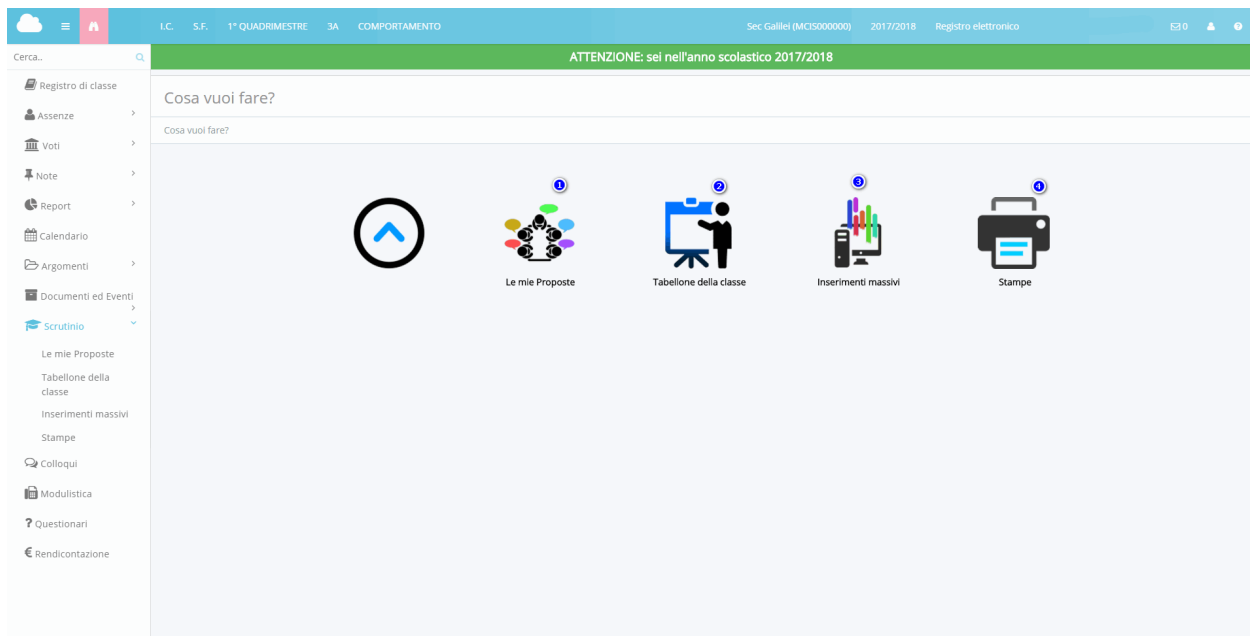 I.C. S.F. 1° QUADRIMESTRE 3A COMPORTAMENTO Sec Galilei (MCIS000000) 2017/2018 Registro elettronico 0
Cerca..
ATTENZIONE: sei nell'anno scolastico 2017/2018
Registro di classe
Assenze
Voti
Note
Report
Calendario
Argomenti
Documenti ed Eventi
Scrutinio
Le mie Proposte
Tabellone della
classe
Inserimenti massivi
Stampe
Colloqui
Modulistica
? Questionari
€ Rendicontazione
Cosa vuoi fare?
Cosa vuoi fare?
1 2 3 4
Le mie Proposte Tabellone della classe Inserimenti massivi Stampe